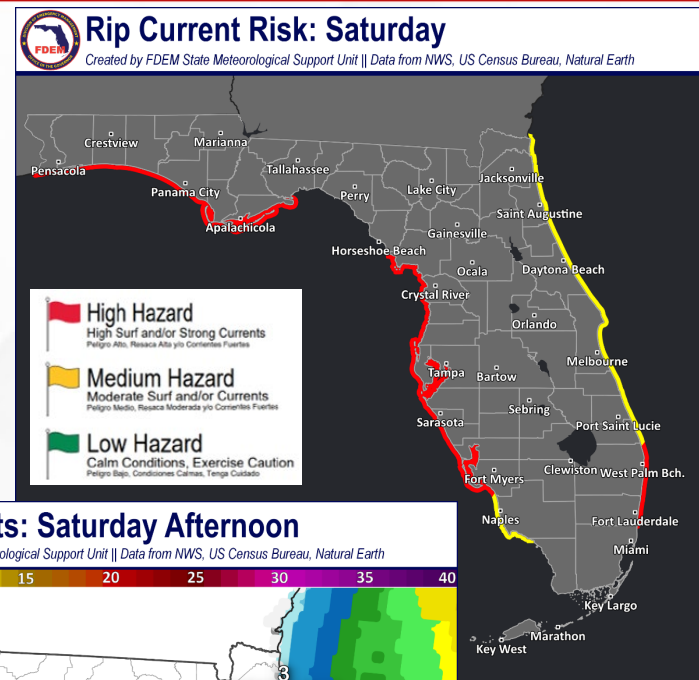 FDEM
Rip Current Risk: Saturday
Created by FDEM State Meteorological Support Unit || Data from NWS, US Census Bureau, Natural Earth
Crestview
Marianna
Pensacola
Tallahassee
Jacksonville
Panama City
Perry
Lake City
Saint Augustine
Apalachicola
Gainesville
Horseshoe Beach
Ocala
Daytona Beach
Crystal River
High Hazard
High Surf and/or Strong Currents
Peligro Alto, Resaca Alta y/o Corrientes Fuertes
Orlando
Melbourne
Medium Hazard
Moderate Surf and/or Currents
Peligro Medio, Resaca Moderada y/o Corrientes Fuertes
Tampa
Bartow
Sebring
Sarasota
Port Saint Lucie
Low Hazard
Calm Conditions, Exercise Caution
Peligro Bajo, Condiciones Calmas, Tenga Cuidado
Clewiston
West Palm Bch.
Fort Myers
Naples
Fort Lauderdale
Miami
Key Largo
Marathon
Key West
ts: Saturday Afternoon
ological Support Unit || Data from NWS, US Census Bureau, Natural Earth
15 20 25 30 35 40
3